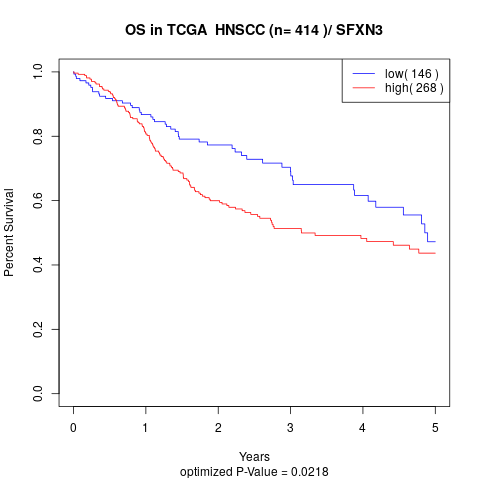 OS in TCGA  HNSCC (n= 414 )/ SFXN3
low( 146 )
high( 268 )
Percent Survival
1.0
0.8
0.6
0.4
0.2
0.0
0 1 2 3 4 5
Years
optimized P-Value = 0.0218